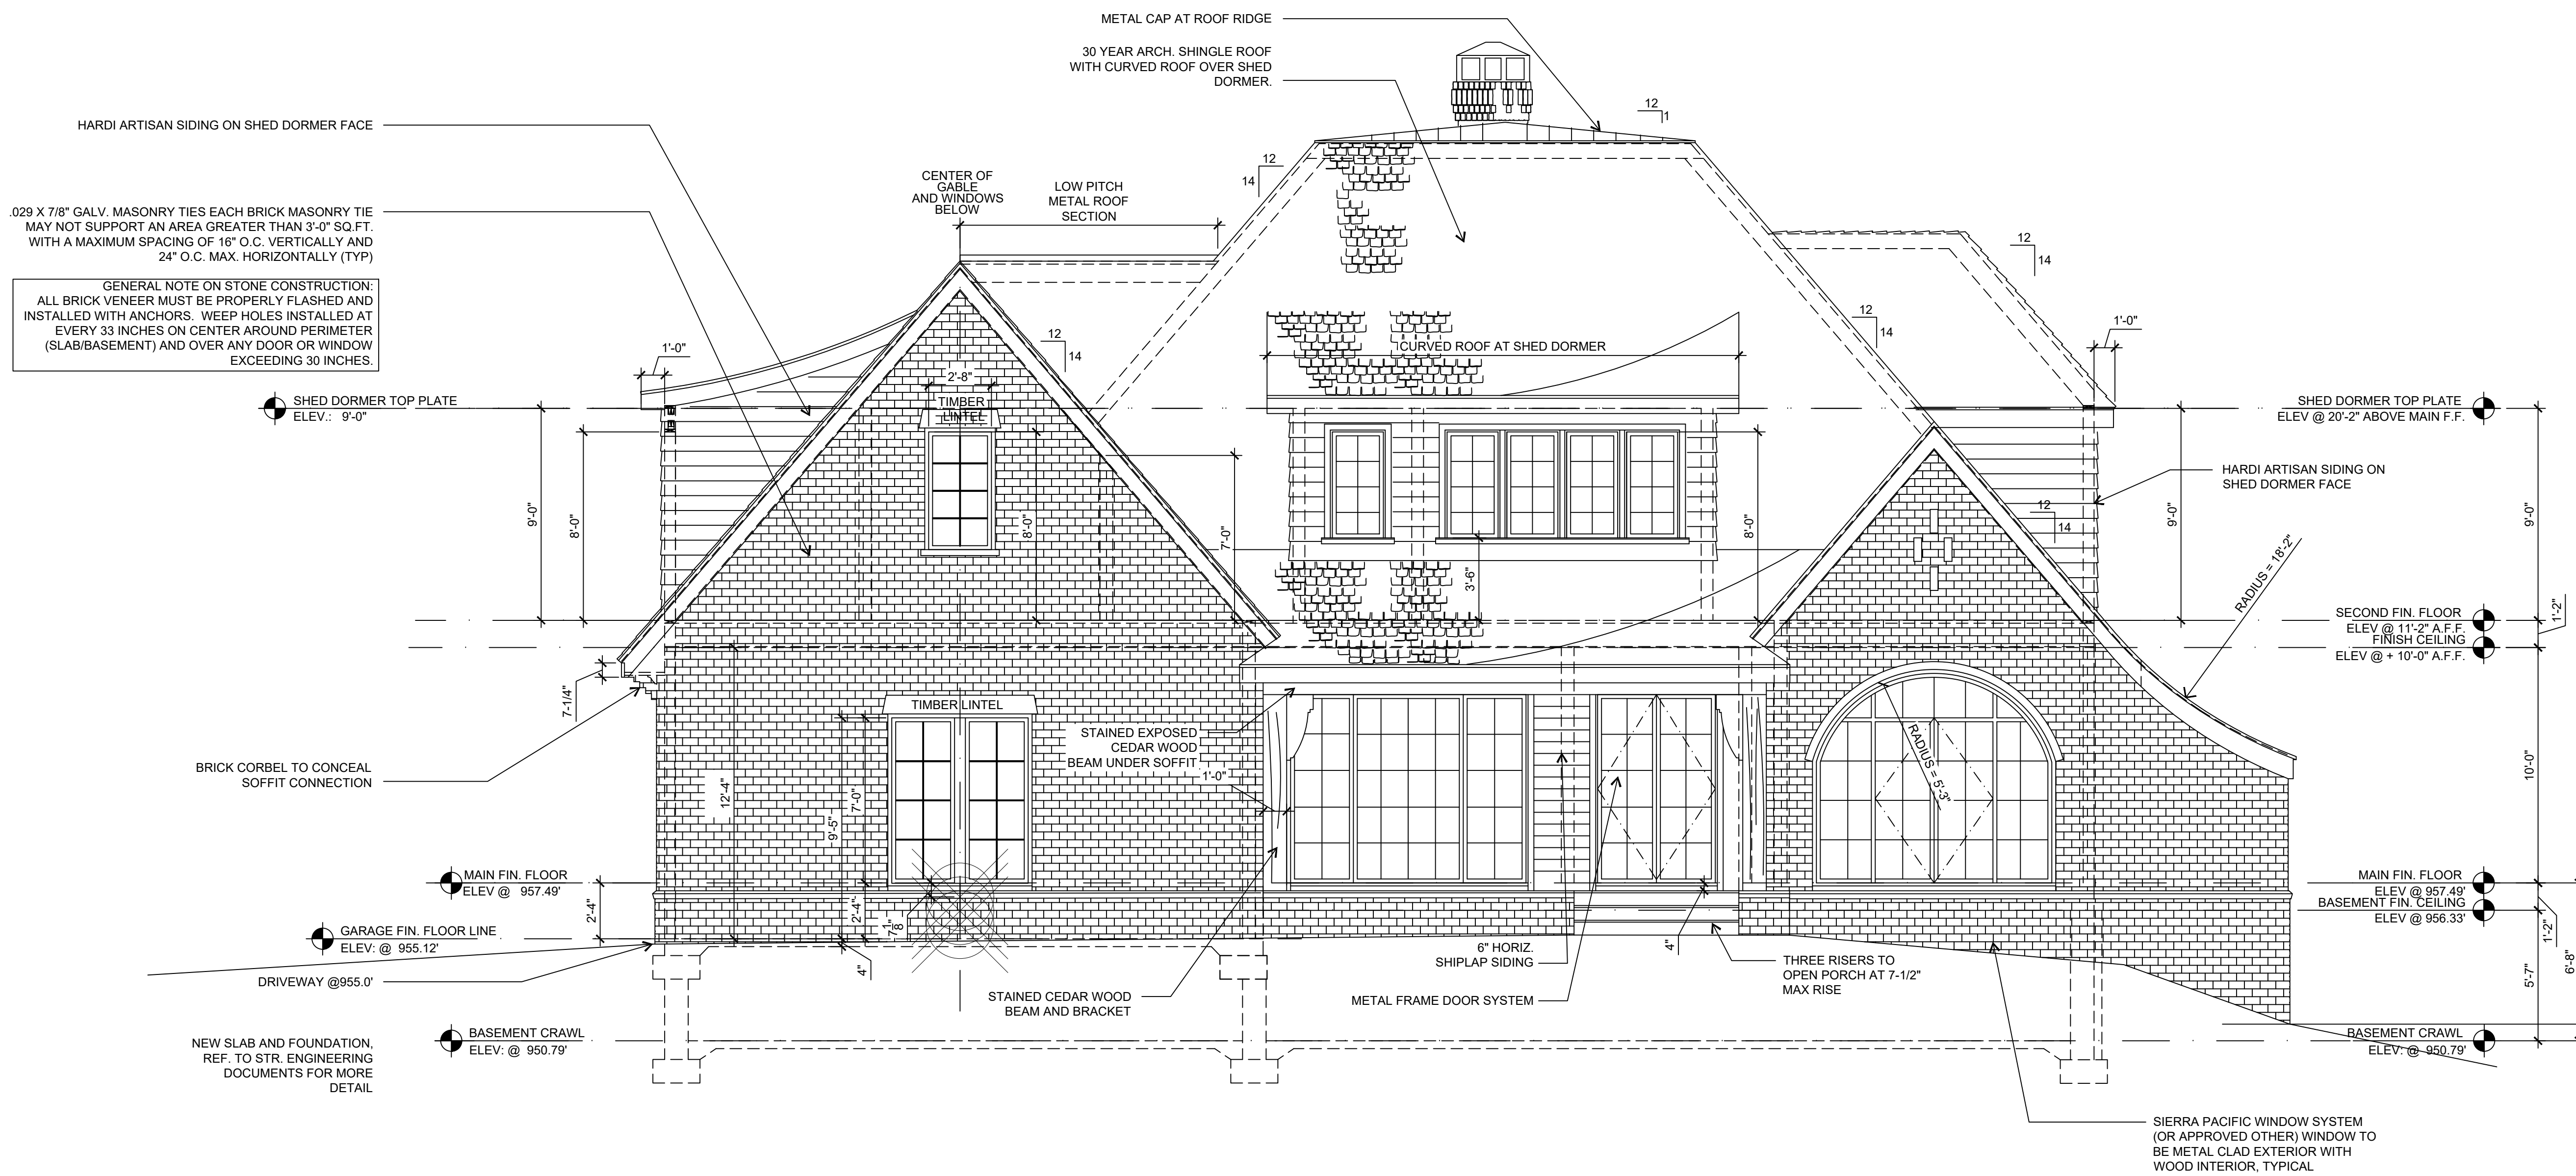 METAL CAP AT ROOF RIDGE
30 YEAR ARCH. SHINGLE ROOF
WITH CURVED ROOF OVER SHED
DORMER.
12
1
HARDI ARTISAN SIDING ON SHED DORMER FACE
12
14
CENTER OF
GABLE
AND WINDOWS
BELOW
LOW PITCH
METAL ROOF
SECTION
.029 X 7/8" GALV. MASONRY TIES EACH BRICK MASONRY TIE
MAY NOT SUPPORT AN AREA GREATER THAN 3'-0" SQ.FT.
WITH A MAXIMUM SPACING OF 16" O.C. VERTICALLY AND
24" O.C. MAX. HORIZONTALLY (TYP)
GENERAL NOTE ON STONE CONSTRUCTION:
ALL BRICK VENEER MUST BE PROPERLY FLASHED AND
INSTALLED WITH ANCHORS. WEEP HOLES INSTALLED AT
EVERY 33 INCHES ON CENTER AROUND PERIMETER
(SLAB/BASEMENT) AND OVER ANY DOOR OR WINDOW
EXCEEDING 30 INCHES.
12
14
12
14
12
14
1'-0"
1'-0"
CURVED ROOF AT SHED DORMER
2'-8"
TIMBER
LINTEL
SHED DORMER TOP PLATE
ELEV.: 9'-0"
SHED DORMER TOP PLATE
ELEV @ 20'-2" ABOVE MAIN F.F.
HARDI ARTISAN SIDING ON
SHED DORMER FACE
12
14
9'-0"
8'-0"
8'-0"
7'-0"
8'-0"
9'-0"
9'-0"
3'-6"
RADIUS = 18'-2"
1'-2"
SECOND FIN. FLOOR
ELEV @ 11'-2" A.F.F.
FINISH CEILING
ELEV @ + 10'-0" A.F.F.
7-1/4"
TIMBER LINTEL
STAINED EXPOSED
CEDAR WOOD
BEAM UNDER SOFFIT
1'-0"
RADIUS = 5'-3"
BRICK CORBEL TO CONCEAL
SOFFIT CONNECTION
12'-4"
7'-0"
9'-5"
10'-0"
MAIN FIN. FLOOR
ELEV @ 957.49'
MAIN FIN. FLOOR
ELEV @ 957.49'
BASEMENT FIN. CEILING
ELEV @ 956.33'
2'-4"
2'-4"
7 1/8"
1'-2"
GARAGE FIN. FLOOR LINE
ELEV: @ 955.12'
4"
4"
6" HORIZ.
SHIPLAP SIDING
THREE RISERS TO
OPEN PORCH AT 7-1/2"
MAX RISE
5'-7"
6'-8"
DRIVEWAY @955.0'
STAINED CEDAR WOOD
BEAM AND BRACKET
METAL FRAME DOOR SYSTEM
BASEMENT CRAWL
ELEV: @ 950.79'
BASEMENT CRAWL
ELEV: @ 950.79'
NEW SLAB AND FOUNDATION,
REF. TO STR. ENGINEERING
DOCUMENTS FOR MORE
DETAIL
SIERRA PACIFIC WINDOW SYSTEM
(OR APPROVED OTHER) WINDOW TO
BE METAL CLAD EXTERIOR WITH
WOOD INTERIOR, TYPICAL